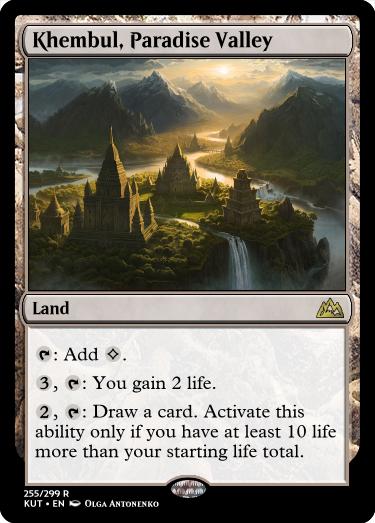 Khembul, Paradise Valley
Land
: Add .
3, : You gain 2 life.
2, : Draw a card. Activate this
ability only if you have at least 10 life
more than your starting life total.
255/299 R
KUT • EN Olga Antonenko